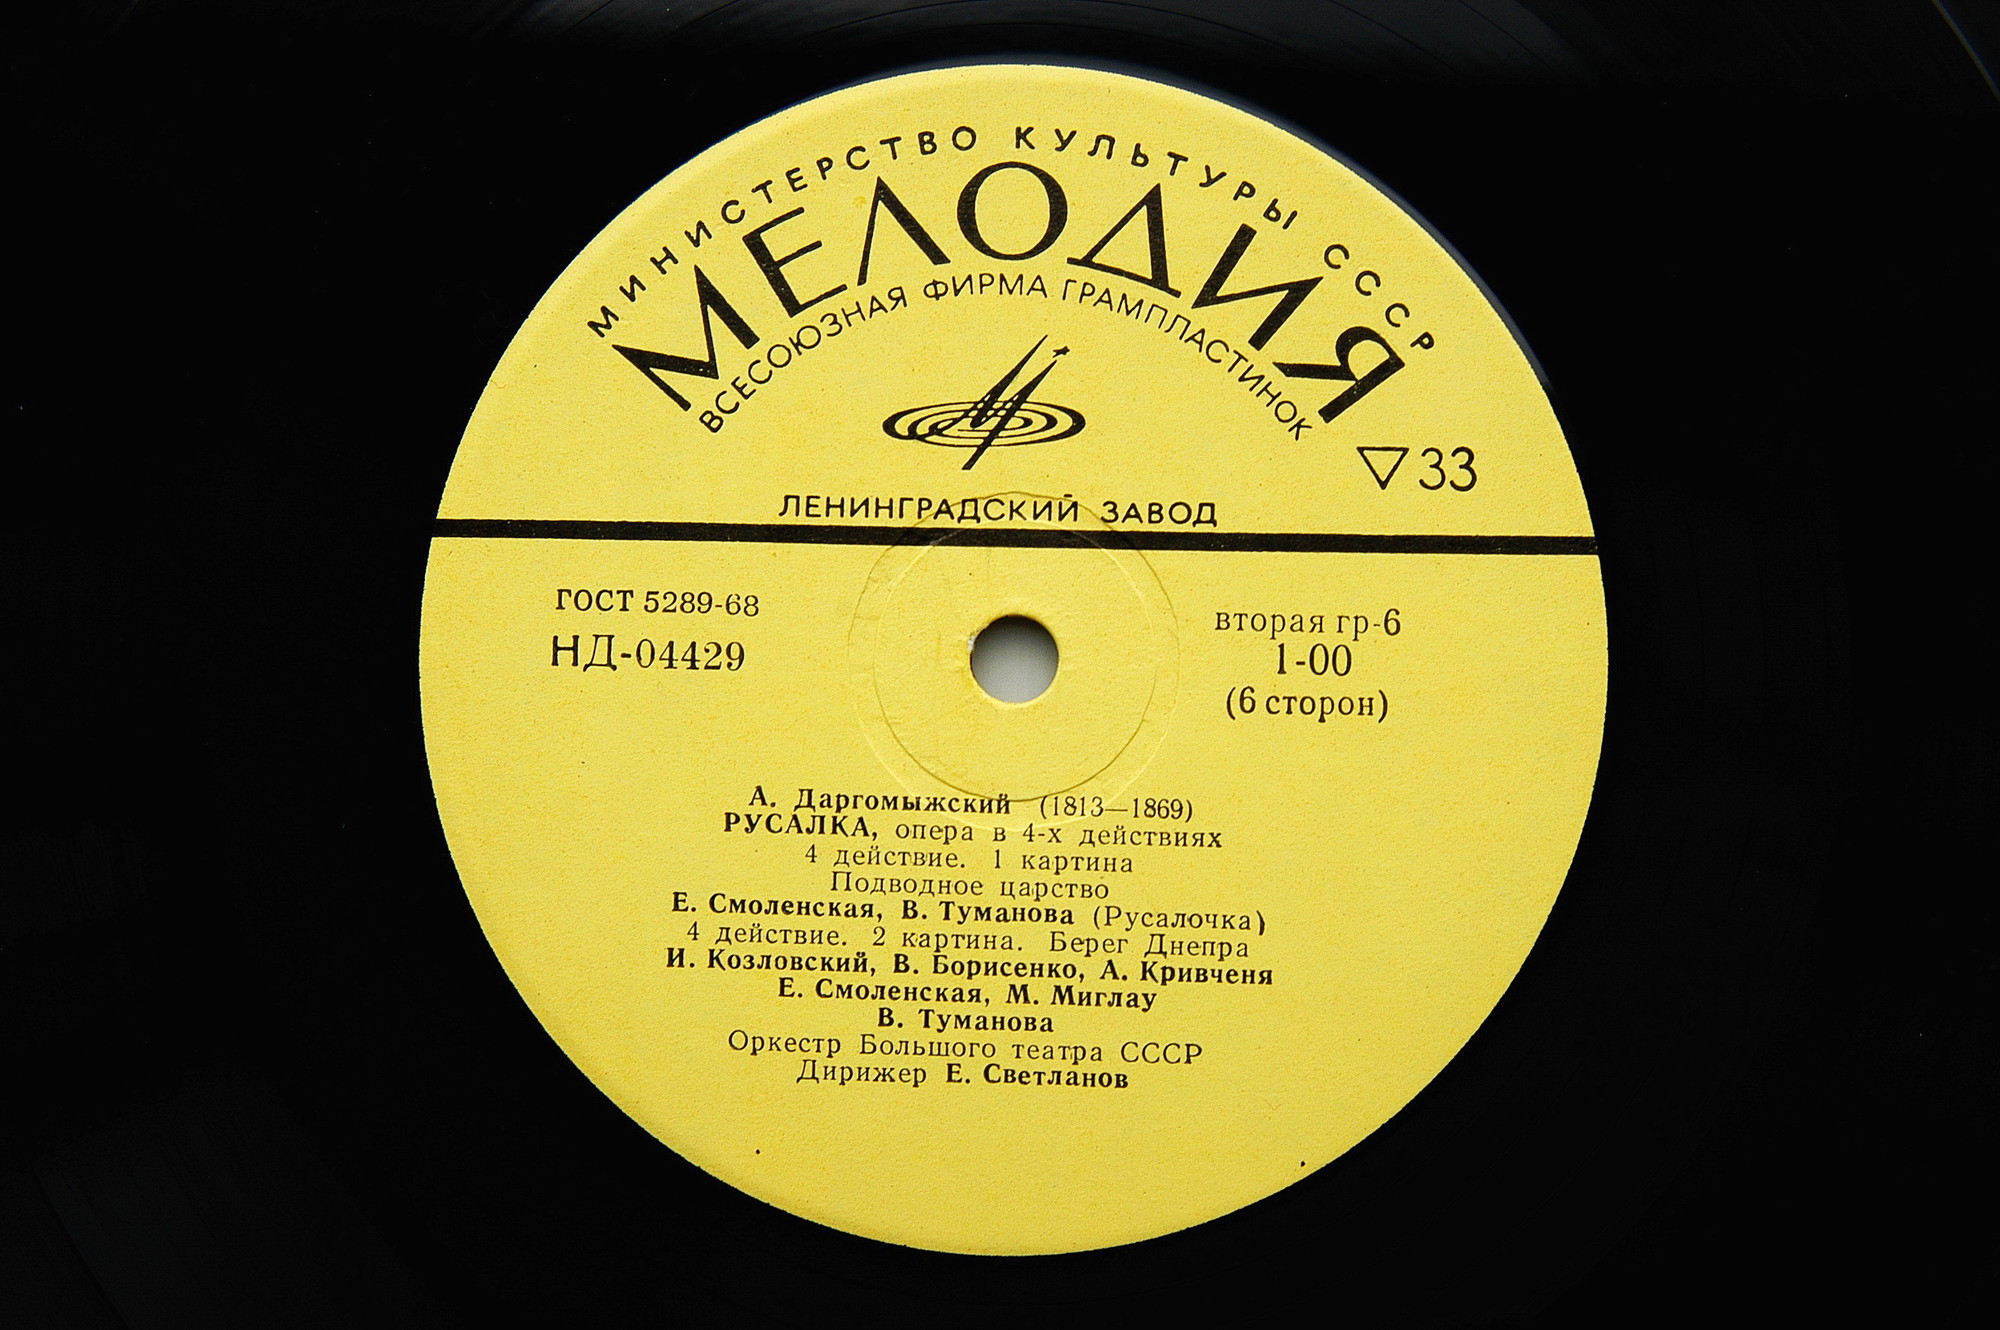 МИНИСТЕРСТВО КУЛЬТУРЫ СССР
МЕЛОДИЯ
ВСЕСОЮЗНАЯ ФИРМА ГРАМПЛАСТИНОК
▽33
ЛЕНИНГРАДСКИЙ ЗАВОД
ГОСТ 5289-68
НД-04429
вторая гр-6
1-00
(6 сторон)
А. Даргомыжский (1813—1869)
РУСАЛКА, опера в 4-х действиях
4 действие. 1 картина
Подводное царство
Е. Смоленская, В. Туманова (Русалочка)
4 действие. 2 картина. Берег Днепра
И. Козловский, В. Борисенко, А. Кривченя
Е. Смоленская, М. Миглау
В. Туманова
Оркестр Большого театра СССР
Дирижер Е. Светланов